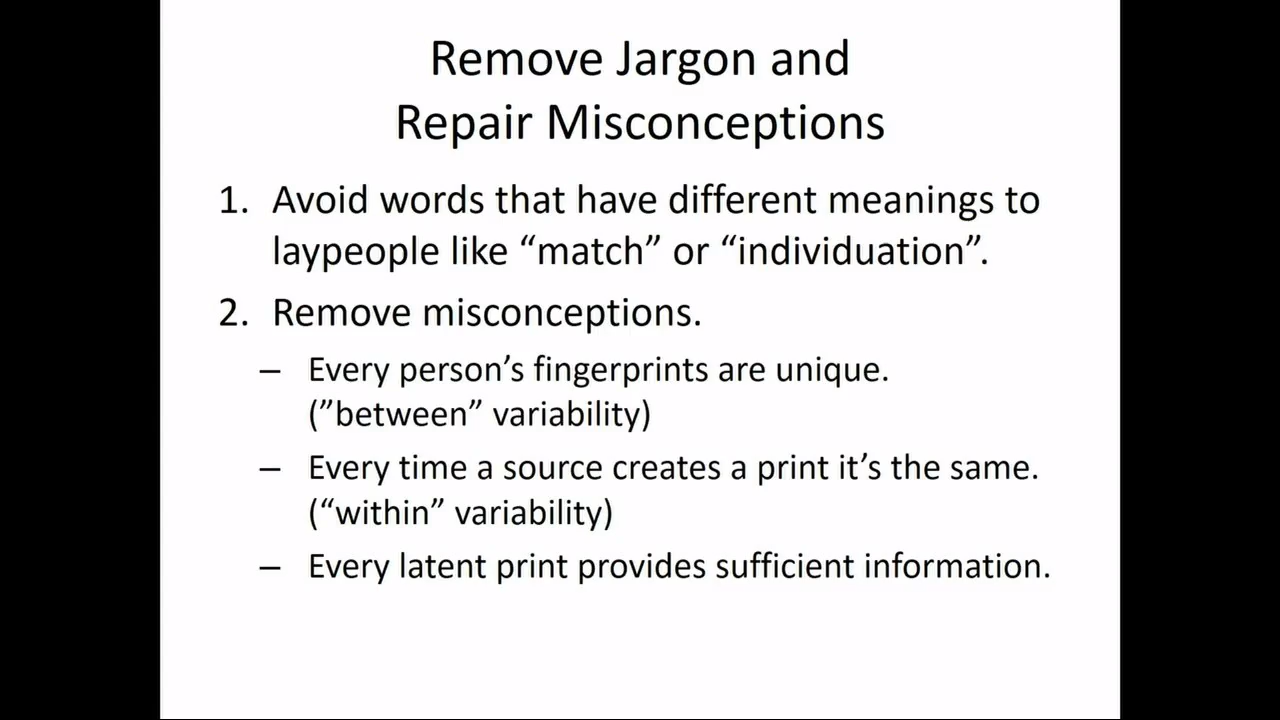 Remove Jargon and
Repair Misconceptions
1. Avoid words that have different meanings to
laypeople like “match” or “individuation”.
2. Remove misconceptions.
– Every person’s fingerprints are unique.
(”between” variability)
– Every time a source creates a print it’s the same.
(“within” variability)
– Every latent print provides sufficient information.